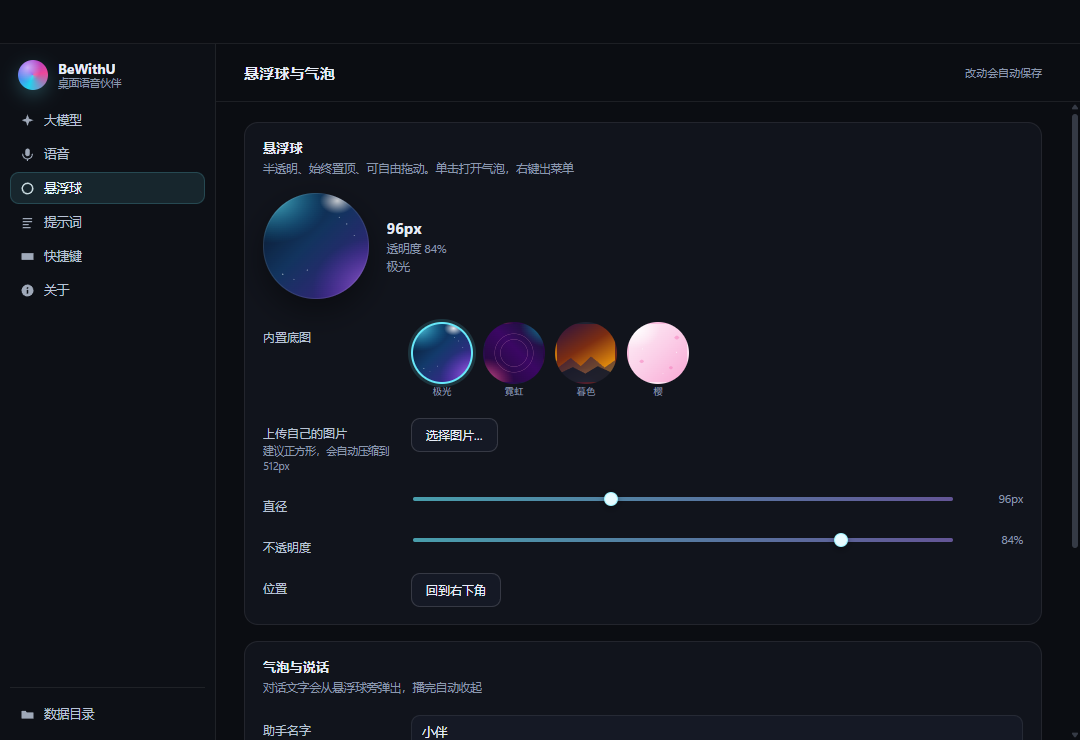 BeWithU
桌面语音伙伴
大模型
语音
悬浮球
提示词
快捷键
关于
数据目录
悬浮球与气泡
改动会自动保存
悬浮球
半透明、始终置顶、可自由拖动。单击打开气泡，右键出菜单
96px
透明度 84%
极光
内置底图
极光
霓虹
暮色
樱
上传自己的图片
建议正方形，会自动压缩到
512px
选择图片...
直径
96px
不透明度
84%
位置
回到右下角
气泡与说话
对话文字会从悬浮球旁弹出，播完自动收起
助手名字
小伴